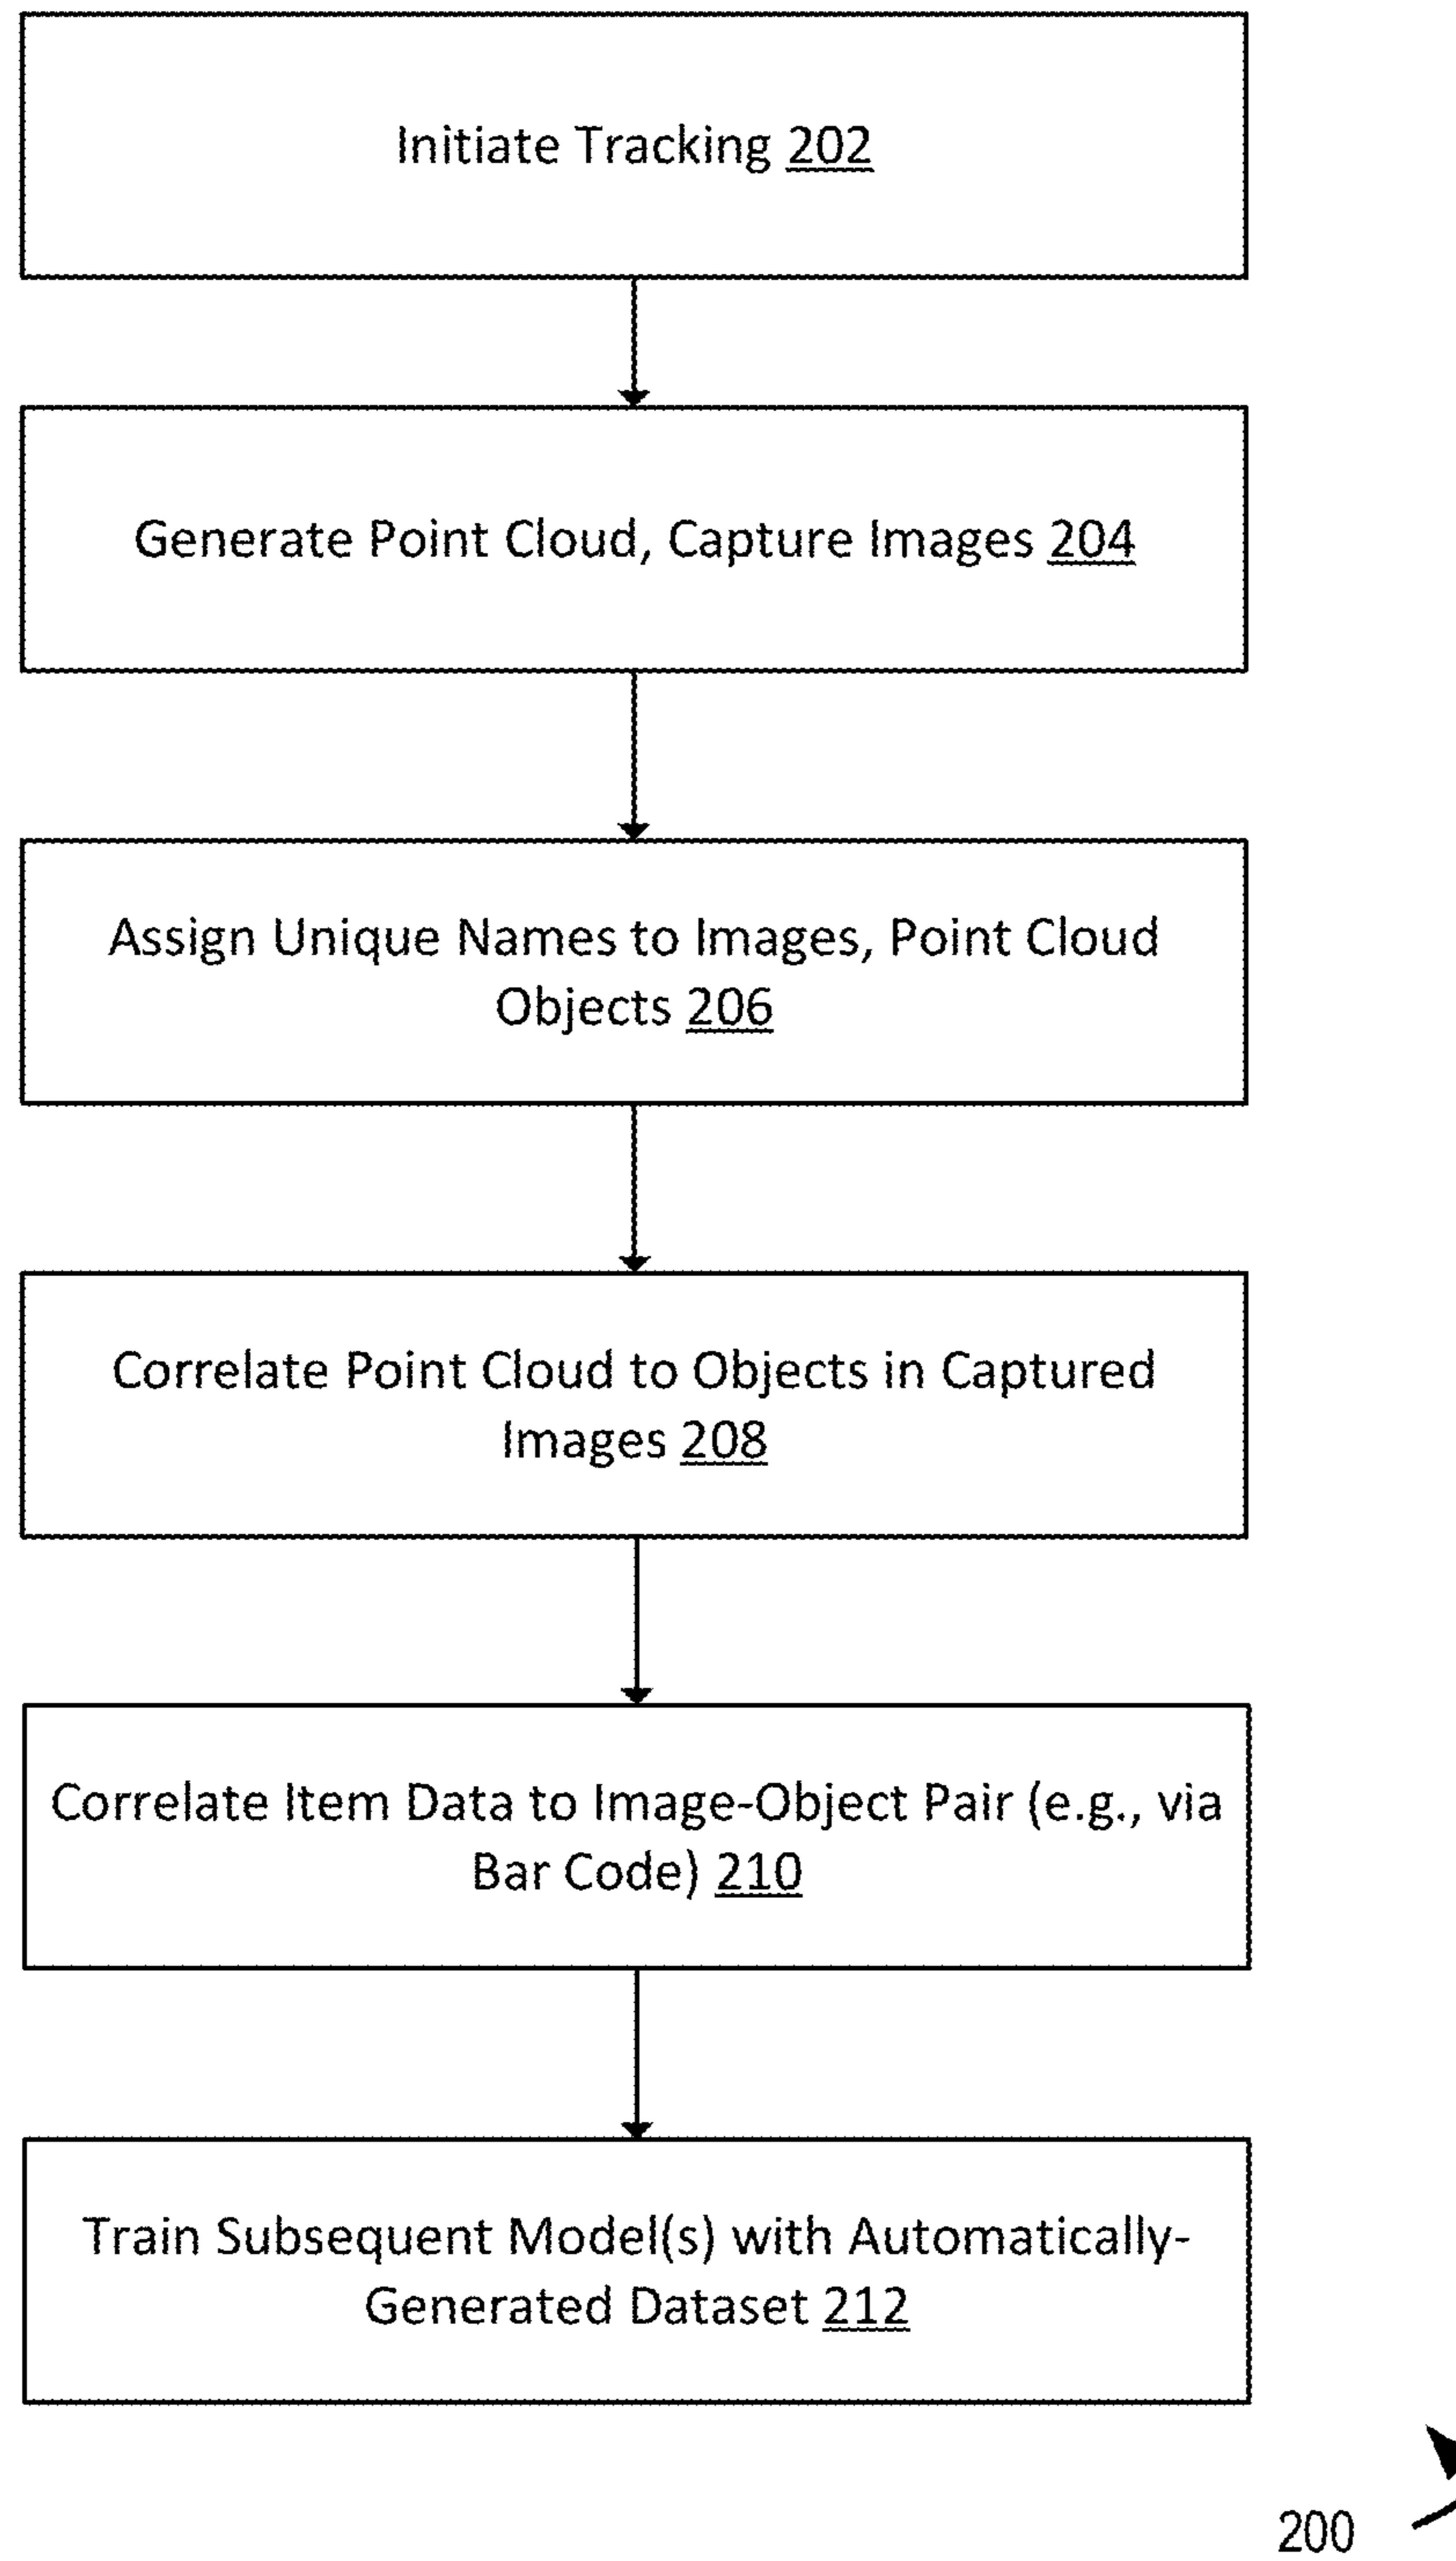 Initiate Tracking 202
Generate Point Cloud, Capture Images 204
Assign Unique Names to Images, Point Cloud
Objects 206
Correlate Point Cloud to Objects in Captured
Images 208
Correlate Item Data to Image-Object Pair (e.g., via
Bar Code) 210
Train Subsequent Model(s) with Automatically-
Generated Dataset 212
200